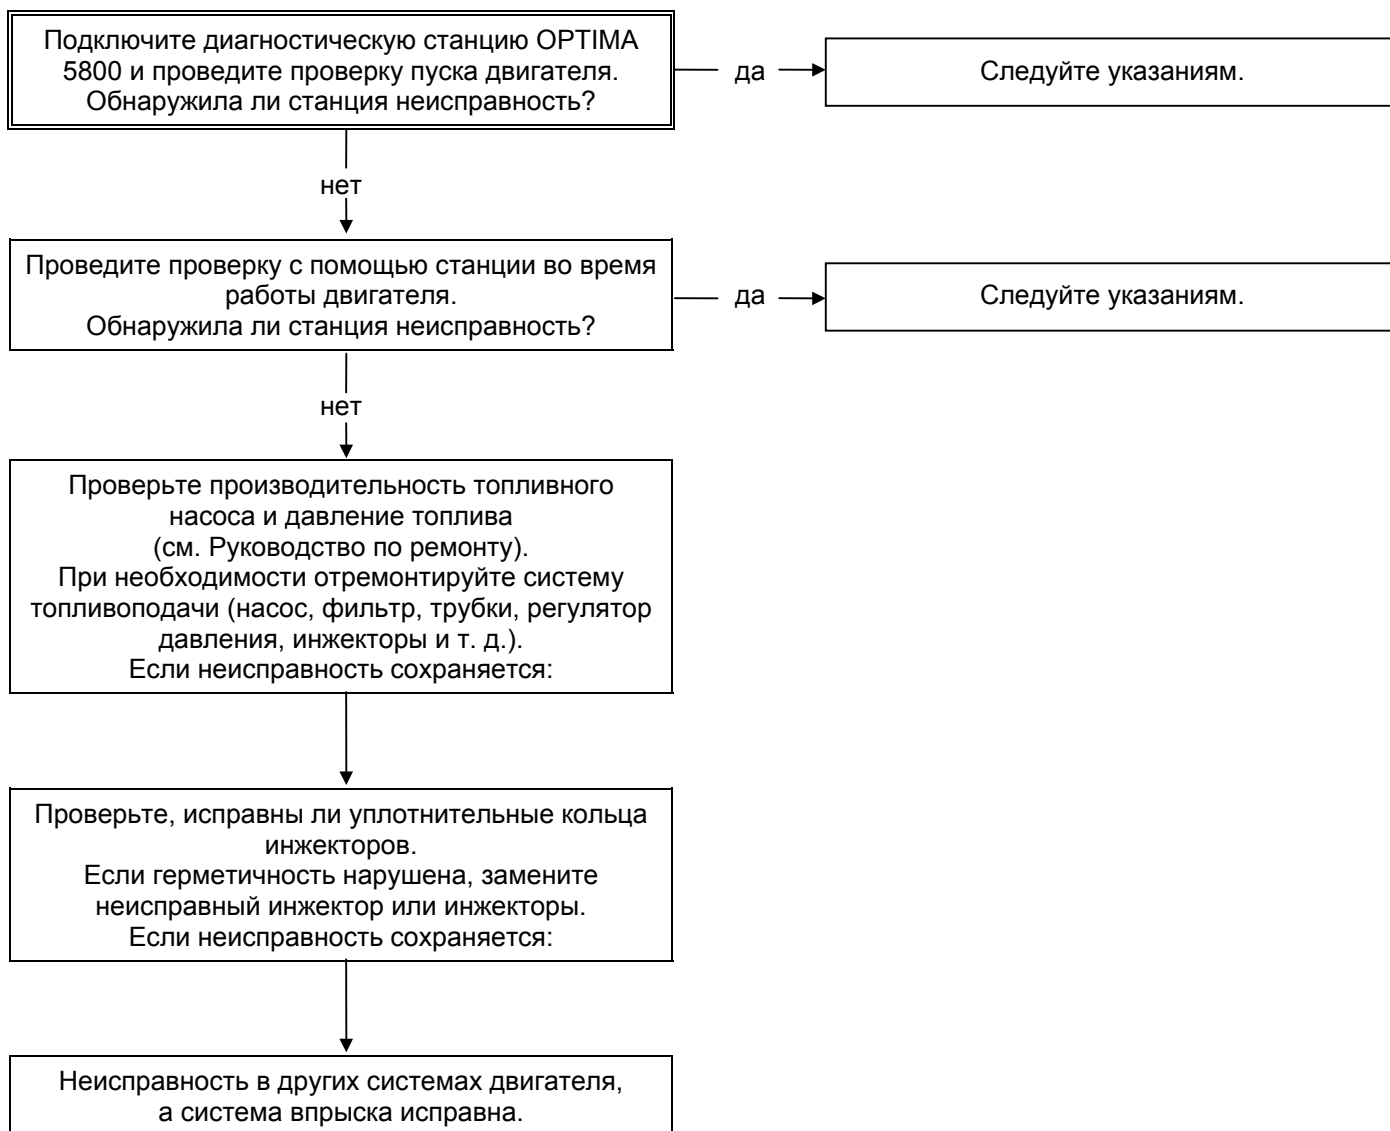 Подключите диагностическую станцию OPTIMA
5800 и проведите проверку пуска двигателя.
Обнаружила ли станция неисправность?
да
Следуйте указаниям.
нет
Проведите проверку с помощью станции во время
работы двигателя.
Обнаружила ли станция неисправность?
да
Следуйте указаниям.
нет
Проверьте производительность топливного
насоса и давление топлива
(см. Руководство по ремонту).
При необходимости отремонтируйте систему
топливоподачи (насос, фильтр, трубки, регулятор
давления, инжекторы и т. д.).
Если неисправность сохраняется:
Проверьте, исправны ли уплотнительные кольца
инжекторов.
Если герметичность нарушена, замените
неисправный инжектор или инжекторы.
Если неисправность сохраняется:
Неисправность в других системах двигателя,
а система впрыска исправна.